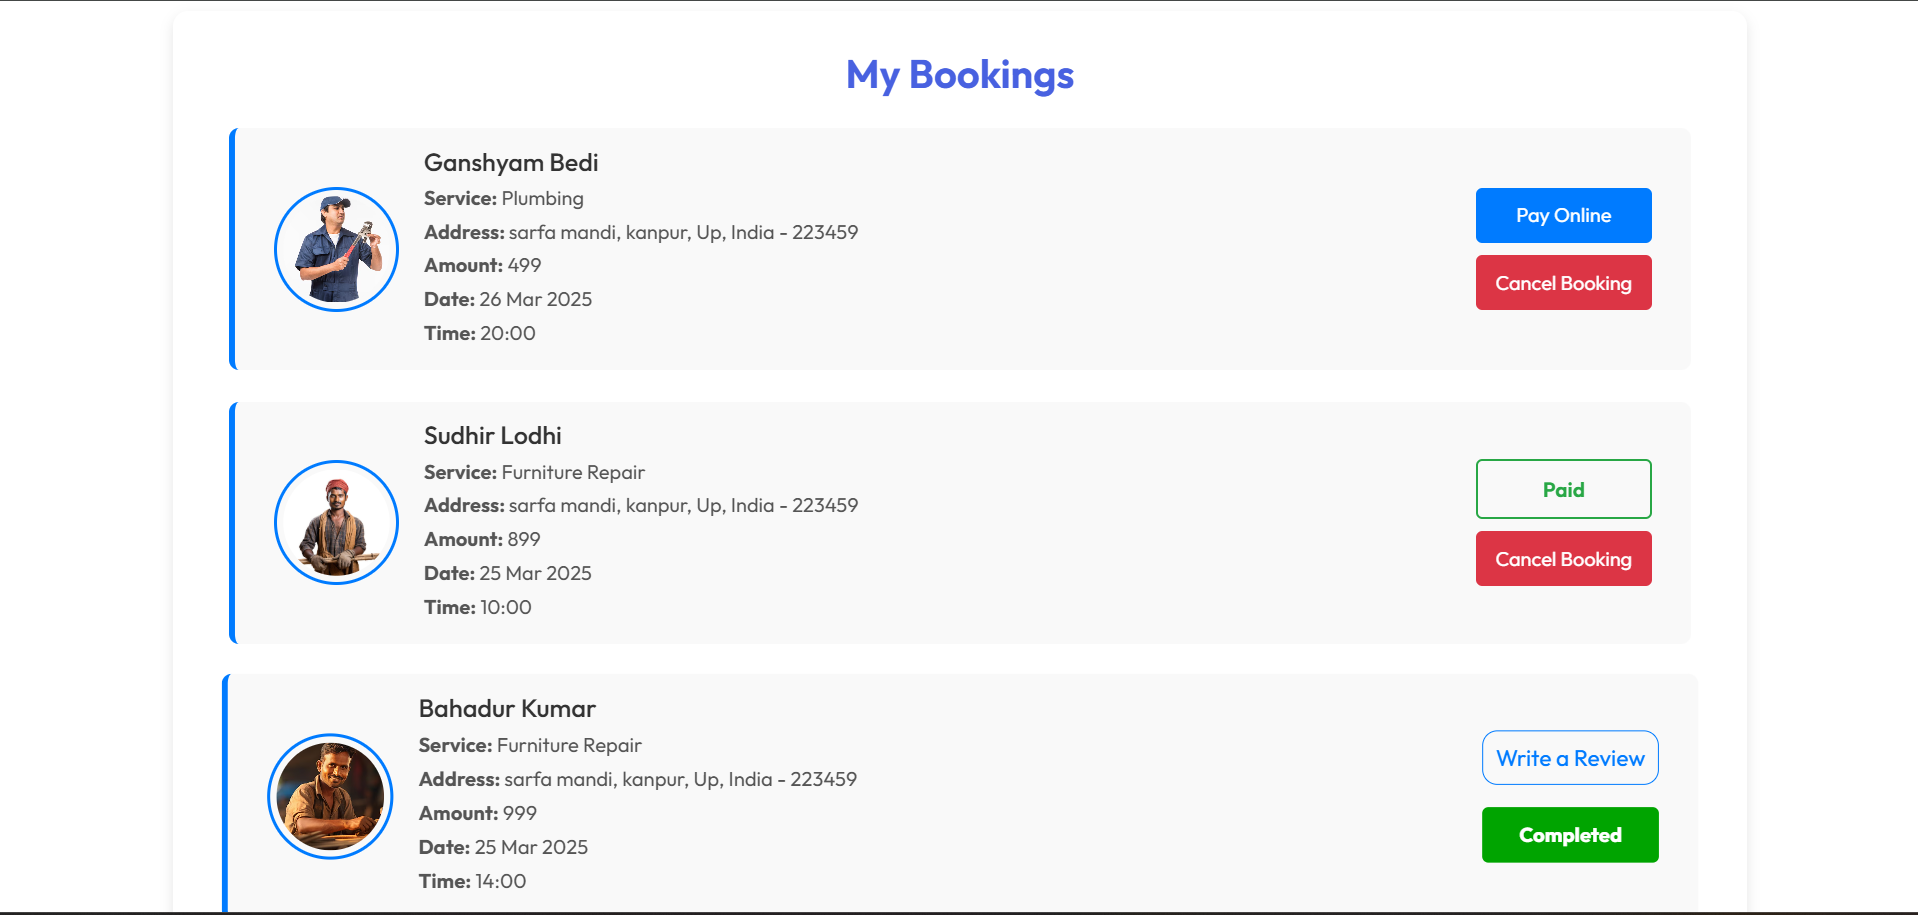 My Bookings
Ganshyam Bedi
Service: Plumbing
Address: sarfa mandi, kanpur, Up, India - 223459
Amount: 499
Date: 26 Mar 2025
Time: 20:00
Pay Online
Cancel Booking
Sudhir Lodhi
Service: Furniture Repair
Address: sarfa mandi, kanpur, Up, India - 223459
Amount: 899
Date: 25 Mar 2025
Time: 10:00
Paid
Cancel Booking
Bahadur Kumar
Service: Furniture Repair
Address: sarfa mandi, kanpur, Up, India - 223459
Amount: 999
Date: 25 Mar 2025
Time: 14:00
Write a Review
Completed